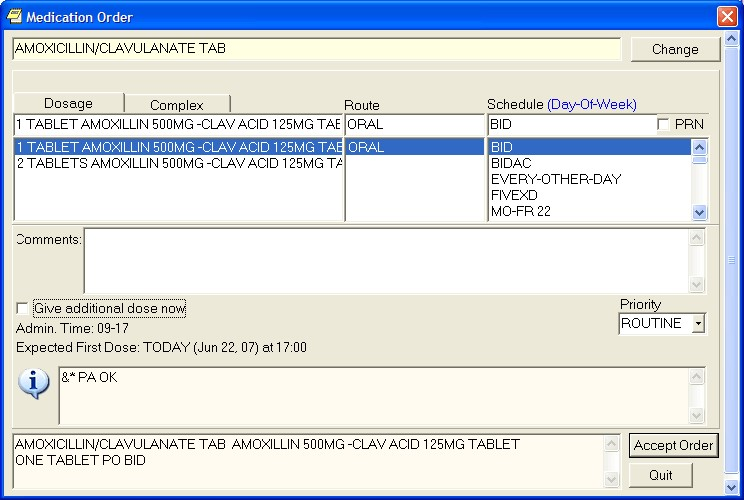 Medication Order
AMOXICILLIN/CLAVULANATE TAB
Change
Dosage
Complex
Route
Schedule (Day-Of-Week)
1 TABLET AMOXILLIN 500MG -CLAV ACID 125MG TAB
ORAL
BID
PRN
1 TABLET AMOXILLIN 500MG -CLAV ACID 125MG TAB
ORAL
BID
2 TABLETS AMOXILLIN 500MG -CLAV ACID 125MG TA
BIDAC
EVERY-OTHER-DAY
FIVEXD
MO-FR 22
Comments:
Give additional dose now
Priority
ROUTINE
Admin. Time: 09-17
Expected First Dose: TODAY (Jun 22, 07) at 17:00
&* PA OK
AMOXICILLIN/CLAVULANATE TAB AMOXILLIN 500MG -CLAV ACID 125MG TABLET
ONE TABLET PO BID
Accept Order
Quit